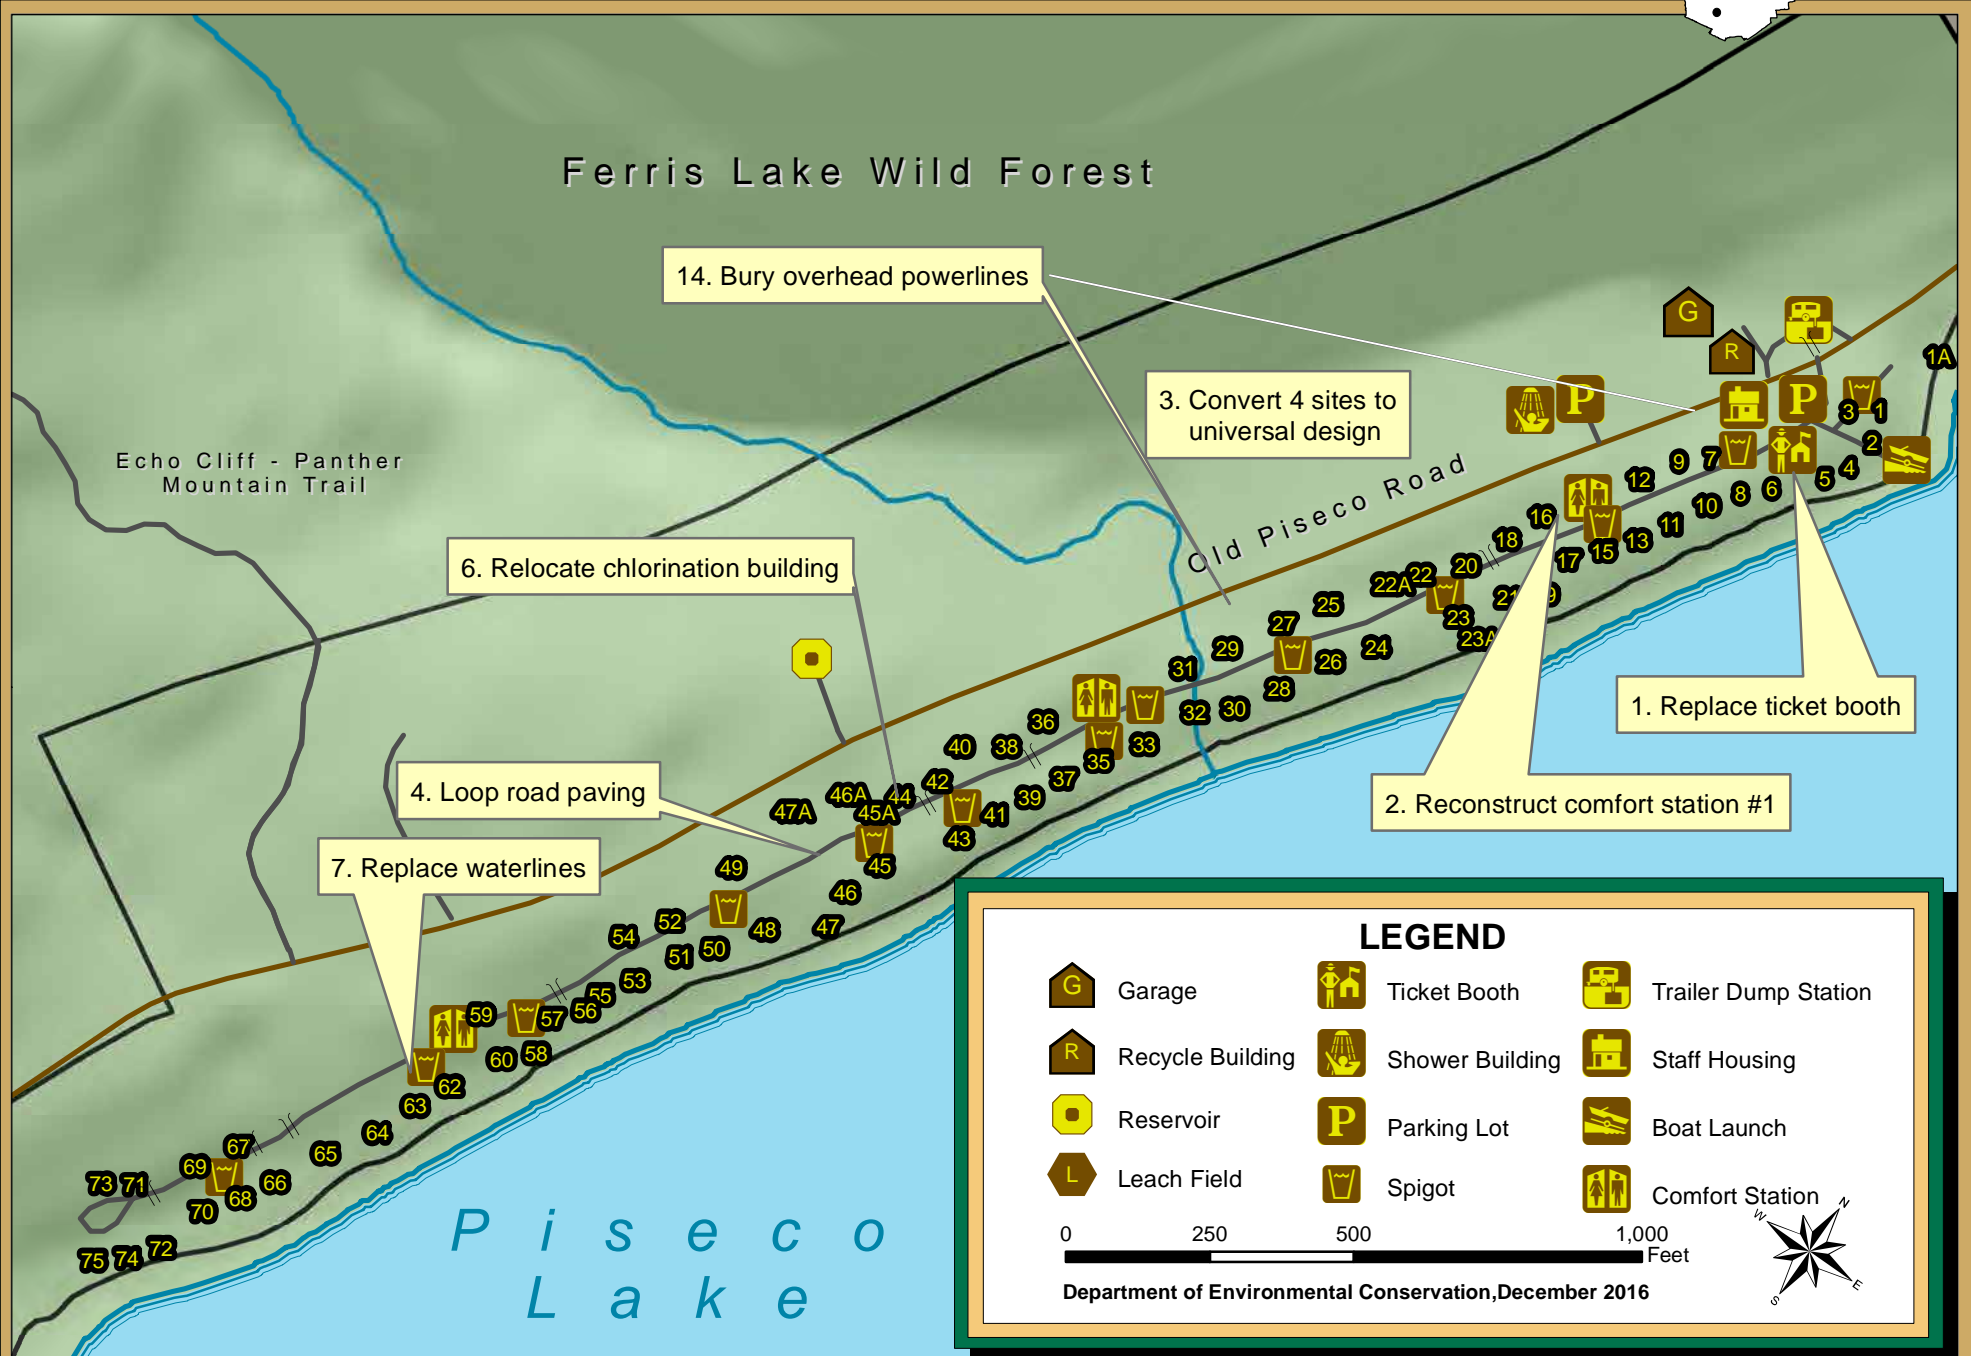 Ferris Lake Wild Forest
14. Bury overhead powerlines
G
R
1A
3. Convert 4 sites to
universal design
P
P
3
1
2
Echo Cliff - Panther
Mountain Trail
Old Piseco Road
9
7
12
5
4
10
8
6
16
11
18
13
15
17
6. Relocate chlorination building
20
22
22A
21
25
23
23A
27
24
29
26
31
28
32
30
1. Replace ticket booth
36
33
40
38
35
37
42
4. Loop road paving
46A
44
39
2. Reconstruct comfort station #1
47A
45A
41
43
7. Replace waterlines
49
45
46
52
48
47
54
50
51
53
55
59
57
56
60
58
62
63
64
67
65
69
66
73
71
68
70
75
74
72
Piseco
Lake
LEGEND
G Garage
R Recycle Building
Reservoir
L Leach Field
Ticket Booth
Shower Building
P Parking Lot
Spigot
Trailer Dump Station
Staff Housing
Boat Launch
Comfort Station
0 250 500 1,000
Feet
N
W
E
S
Department of Environmental Conservation,December 2016